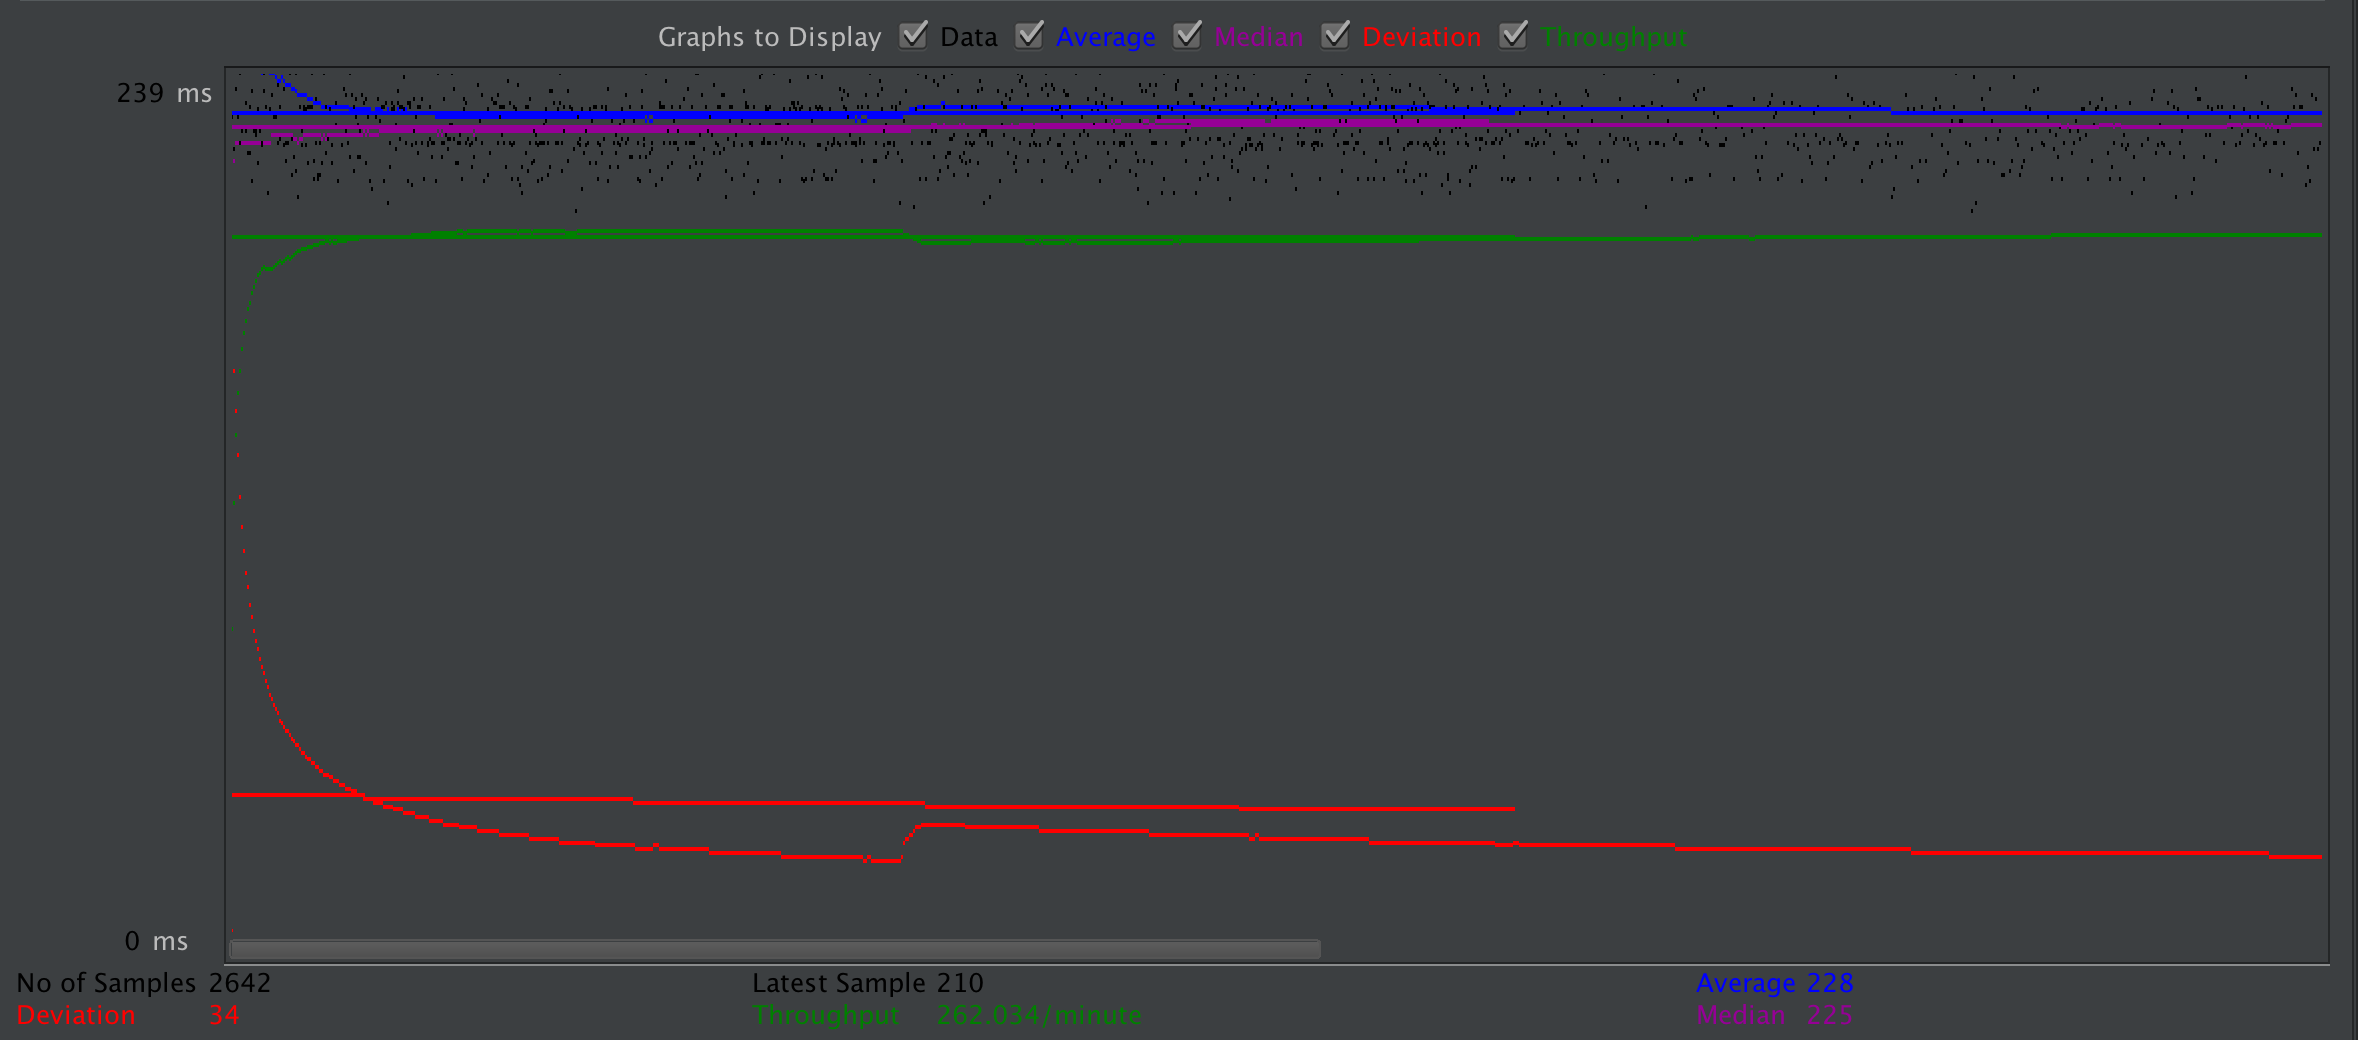 Graphs to Display Data Average Median Deviation Throughput
239 ms
0 ms
No of Samples 2642 Latest Sample 210 Average 228
Deviation 34 Throughput 262.034/minute Median 225